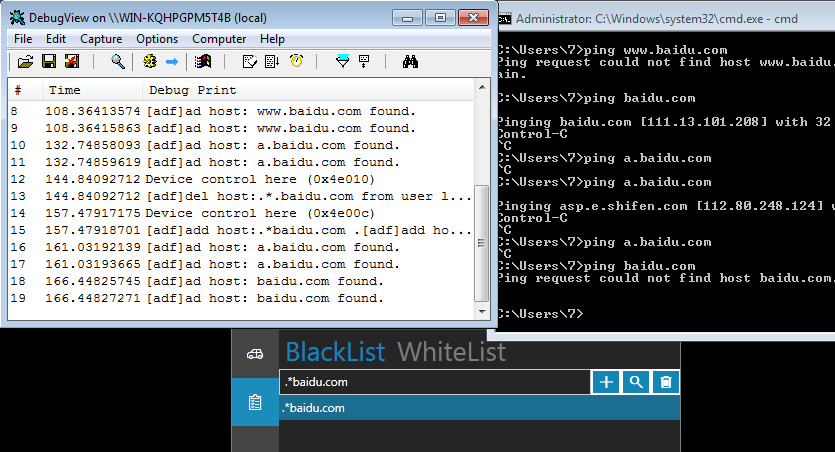 DebugView on \\WIN-KQHPGPM5T4B (local)
File Edit Capture Options Computer Help
# Time Debug Print
8 108.36413574 [adf]ad host: www.baidu.com found.
9 108.36415863 [adf]ad host: www.baidu.com found.
10 132.74858093 [adf]ad host: a.baidu.com found.
11 132.74859619 [adf]ad host: a.baidu.com found.
12 144.84092712 Device control here (0x4e010)
13 144.84092712 [adf]del host:.*.baidu.com from user l...
14 157.47917175 Device control here (0x4e00c)
15 157.47918701 [adf]add host:.*baidu.com .[adf]add ho...
16 161.03192139 [adf]ad host: a.baidu.com found.
17 161.03193665 [adf]ad host: a.baidu.com found.
18 166.44825745 [adf]ad host: baidu.com found.
19 166.44827271 [adf]ad host: baidu.com found.
Administrator: C:\Windows\system32\cmd.exe - cmd
C:\Users\7>ping www.baidu.com
Ping request could not find host www.baidu.
ain.
C:\Users\7>ping baidu.com
Pinging baidu.com [111.13.101.208] with 32
Control-C
^C
C:\Users\7>ping a.baidu.com
^C
C:\Users\7>ping a.baidu.com
Pinging asp.e.shifen.com [112.80.248.124] w
Control-C
^C
C:\Users\7>ping a.baidu.com
^C
C:\Users\7>ping baidu.com
Ping request could not find host baidu.com.
C:\Users\7>
BlackList WhiteList
.*baidu.com
.*baidu.com